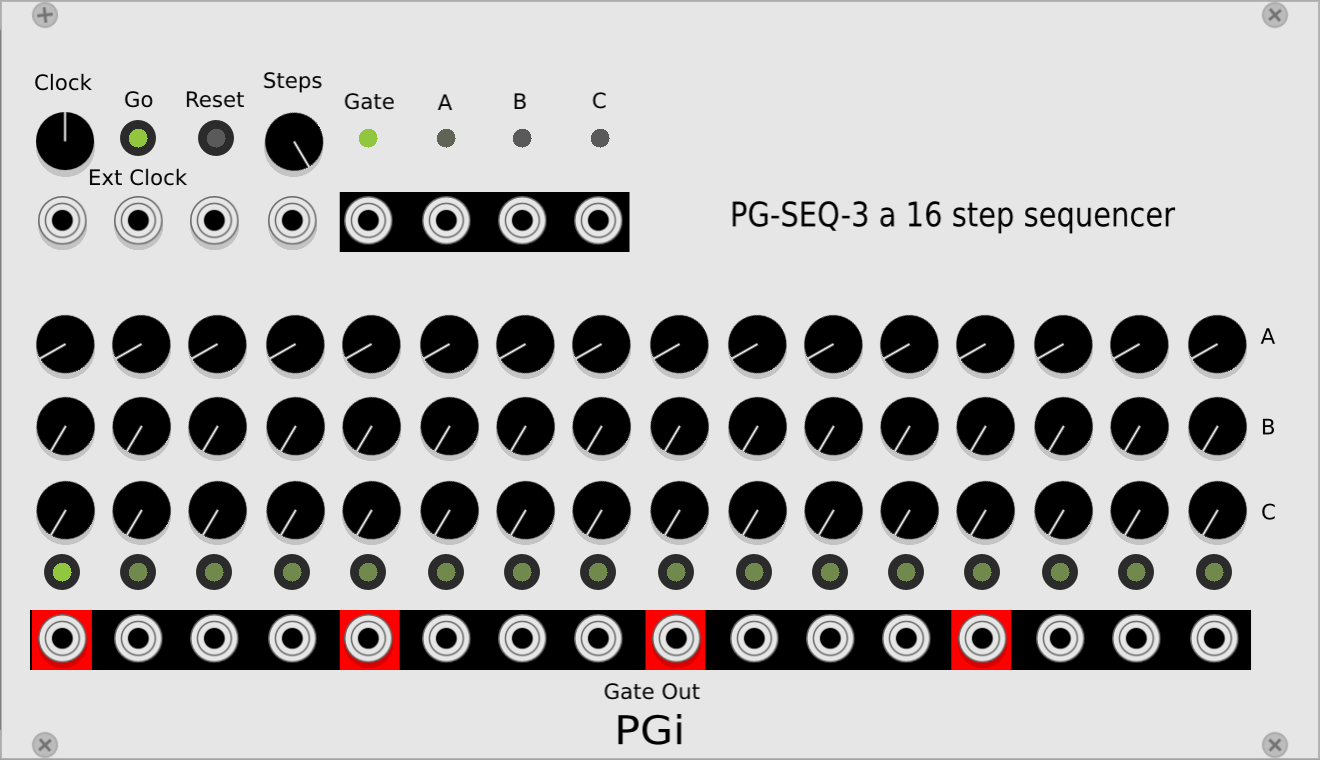 Clock
Go
Reset
Steps
Gate
A
B
C
Ext Clock
PG-SEQ-3 a 16 step sequencer
A
B
C
Gate Out
PGi